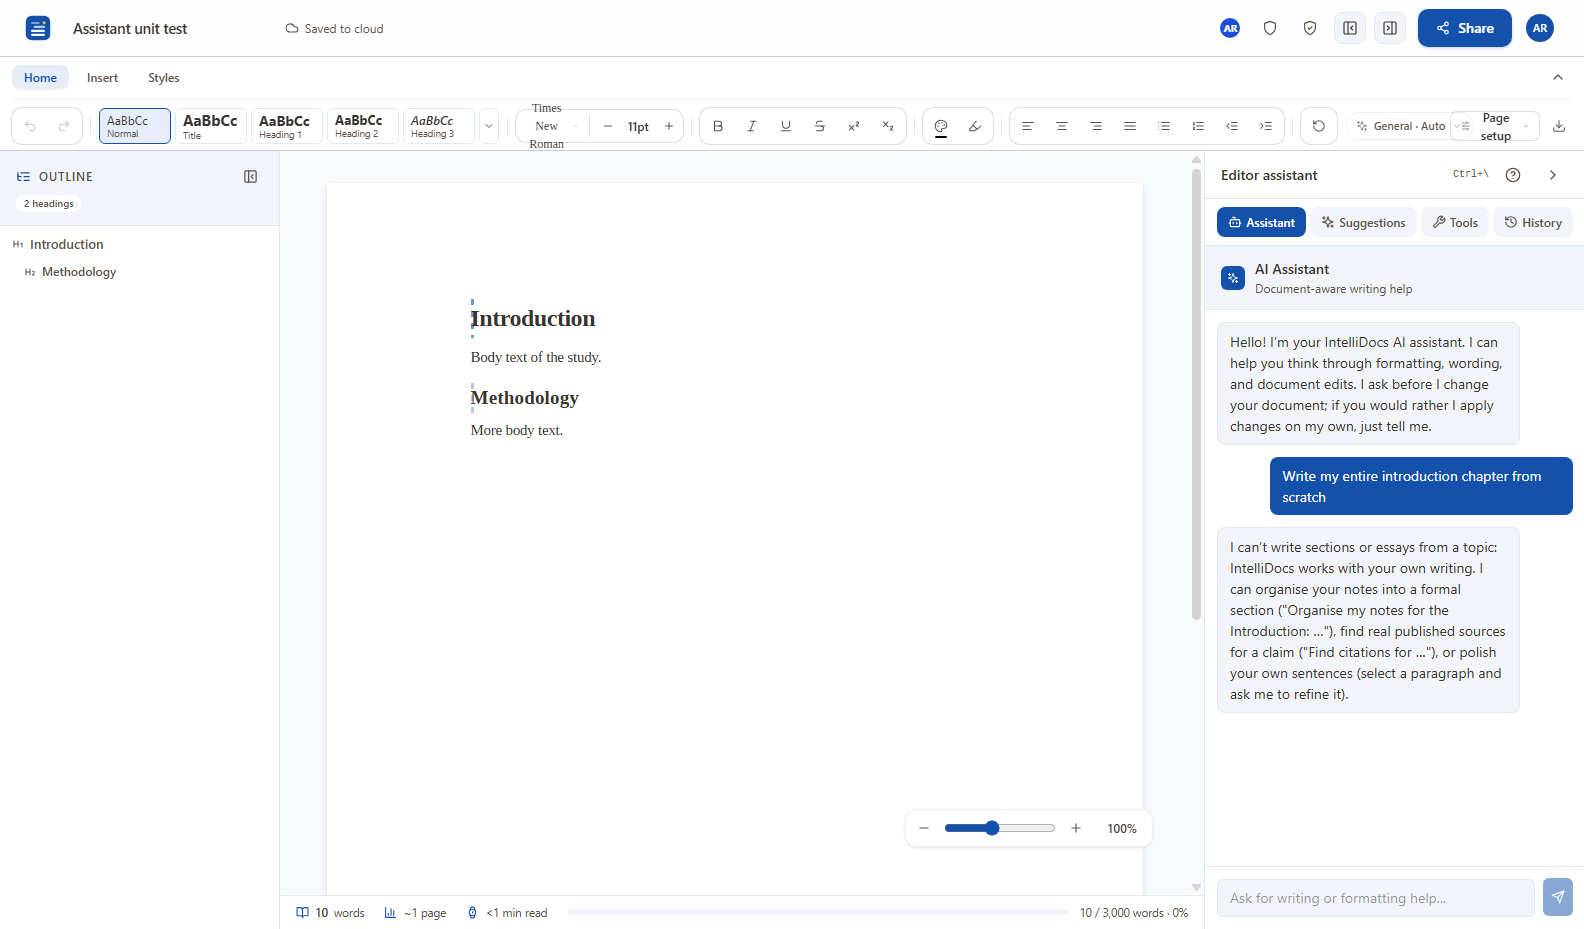 Assistant unit test
Saved to cloud
AR
Share
AR
Home
Insert
Styles
AaBbCc
Normal
AaBbCc
Title
AaBbCc
Heading 1
AaBbCc
Heading 2
AaBbCc
Heading 3
Times
New
Roman
11pt
General · Auto
Page
setup
OUTLINE
2 headings
H1 Introduction
H2 Methodology
Introduction
Body text of the study.
Methodology
More body text.
100%
10 words
~1 page
<1 min read
10 / 3,000 words · 0%
Editor assistant
Ctrl+\
Assistant
Suggestions
Tools
History
AI Assistant
Document-aware writing help
Hello! I'm your IntelliDocs AI assistant. I can
help you think through formatting, wording,
and document edits. I ask before I change
your document; if you would rather I apply
changes on my own, just tell me.
Write my entire introduction chapter from
scratch
I can't write sections or essays from a topic:
IntelliDocs works with your own writing. I
can organise your notes into a formal
section ("Organise my notes for the
Introduction: ..."), find real published sources
for a claim ("Find citations for ..."), or polish
your own sentences (select a paragraph and
ask me to refine it).
Ask for writing or formatting help...